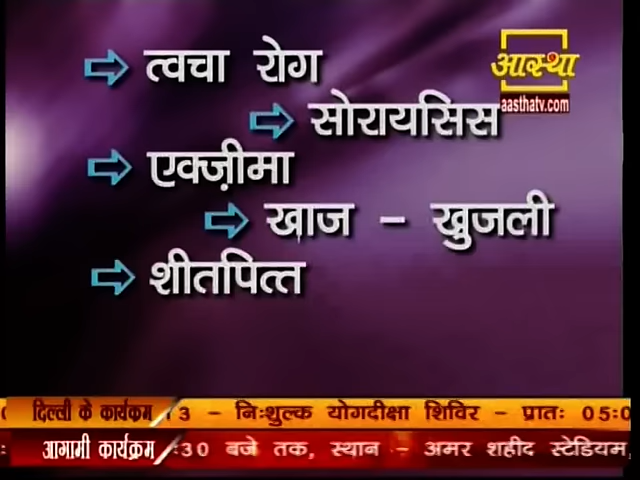 त्वचा रोग
आस्था
aasthatv.com
सोरायसिस
एक्ज़ीमा
खाज - खुजली
शीतपित्त
दिल्ली के कार्यक्रम 3 - निःशुल्क योगदीक्षा शिविर - प्रातः 05:0
आगामी कार्यक्रम :30 बजे तक, स्थान - अमर शहीद स्टेडियम,